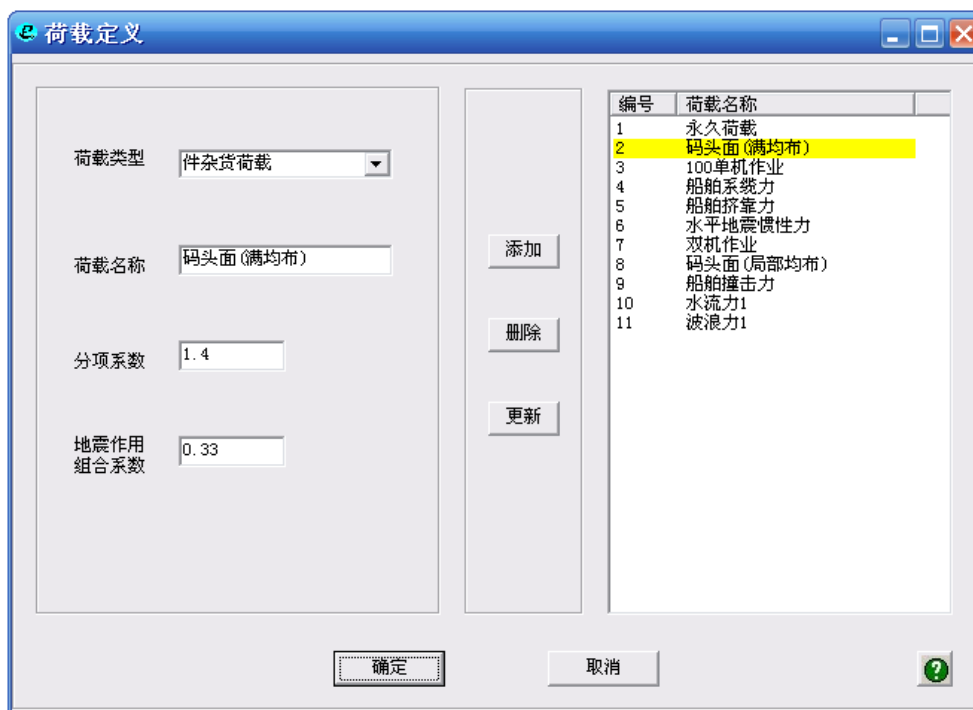 荷载定义
荷载类型
件杂货荷载
荷载名称
码头面(满均布)
分项系数
1.4
地震作用
组合系数
0.33
添加
删除
更新
编号 荷载名称
1 永久荷载
2 码头面(满均布)
3 100单机作业
4 船舶系缆力
5 船舶挤靠力
6 水平地震惯性力
7 双机作业
8 码头面(局部均布)
9 船舶撞击力
10 水流力1
11 波浪力1
确定
取消